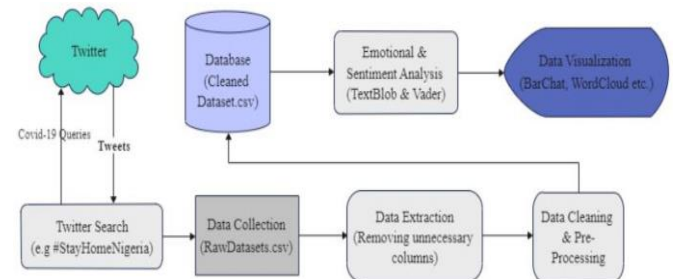 Twitter
Covid-19 Queries
Tweets
Twitter Search
(e.g #StayHomeNigeria)
Data Collection
(RawDatasets.csv)
Data Extraction
(Removing unnecessary
columns)
Data Cleaning
& Pre-
Processing
Database
(Cleaned
Dataset.csv)
Emotional &
Sentiment Analysis
(TextBlob & Vader)
Data Visualization
(BarChat, WordCloud etc.)